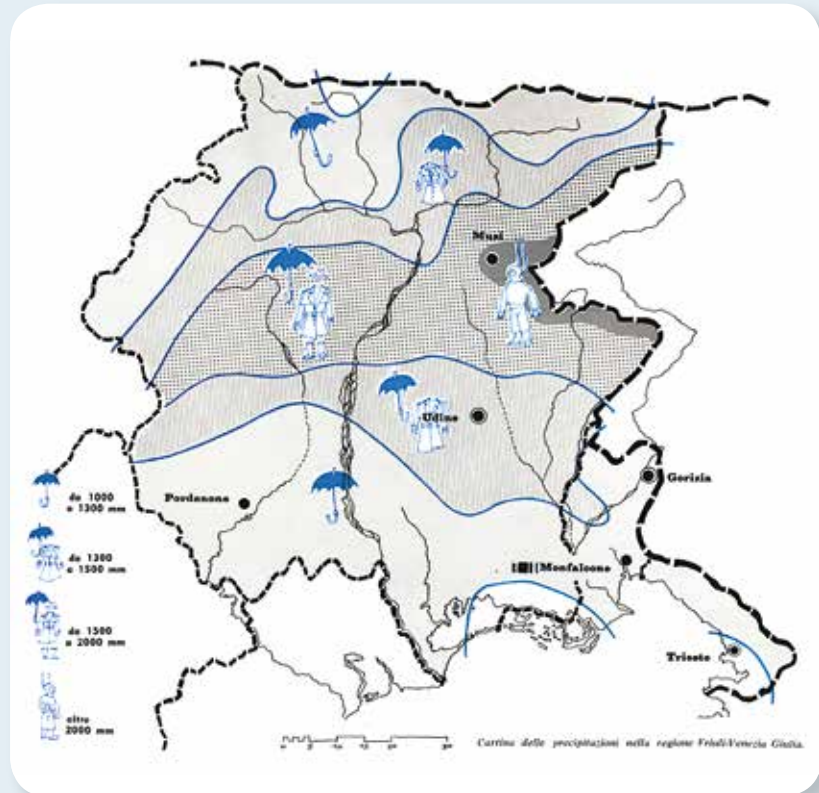 Musi
Udine
Pordenone
Gorizia
Monfalcone
Trieste
da 1000
a 1300 mm
da 1300
a 1500 mm
da 1500
a 2000 mm
oltre
2000 mm
Cartina delle precipitazioni nella regione Friuli-Venezia Giulia.